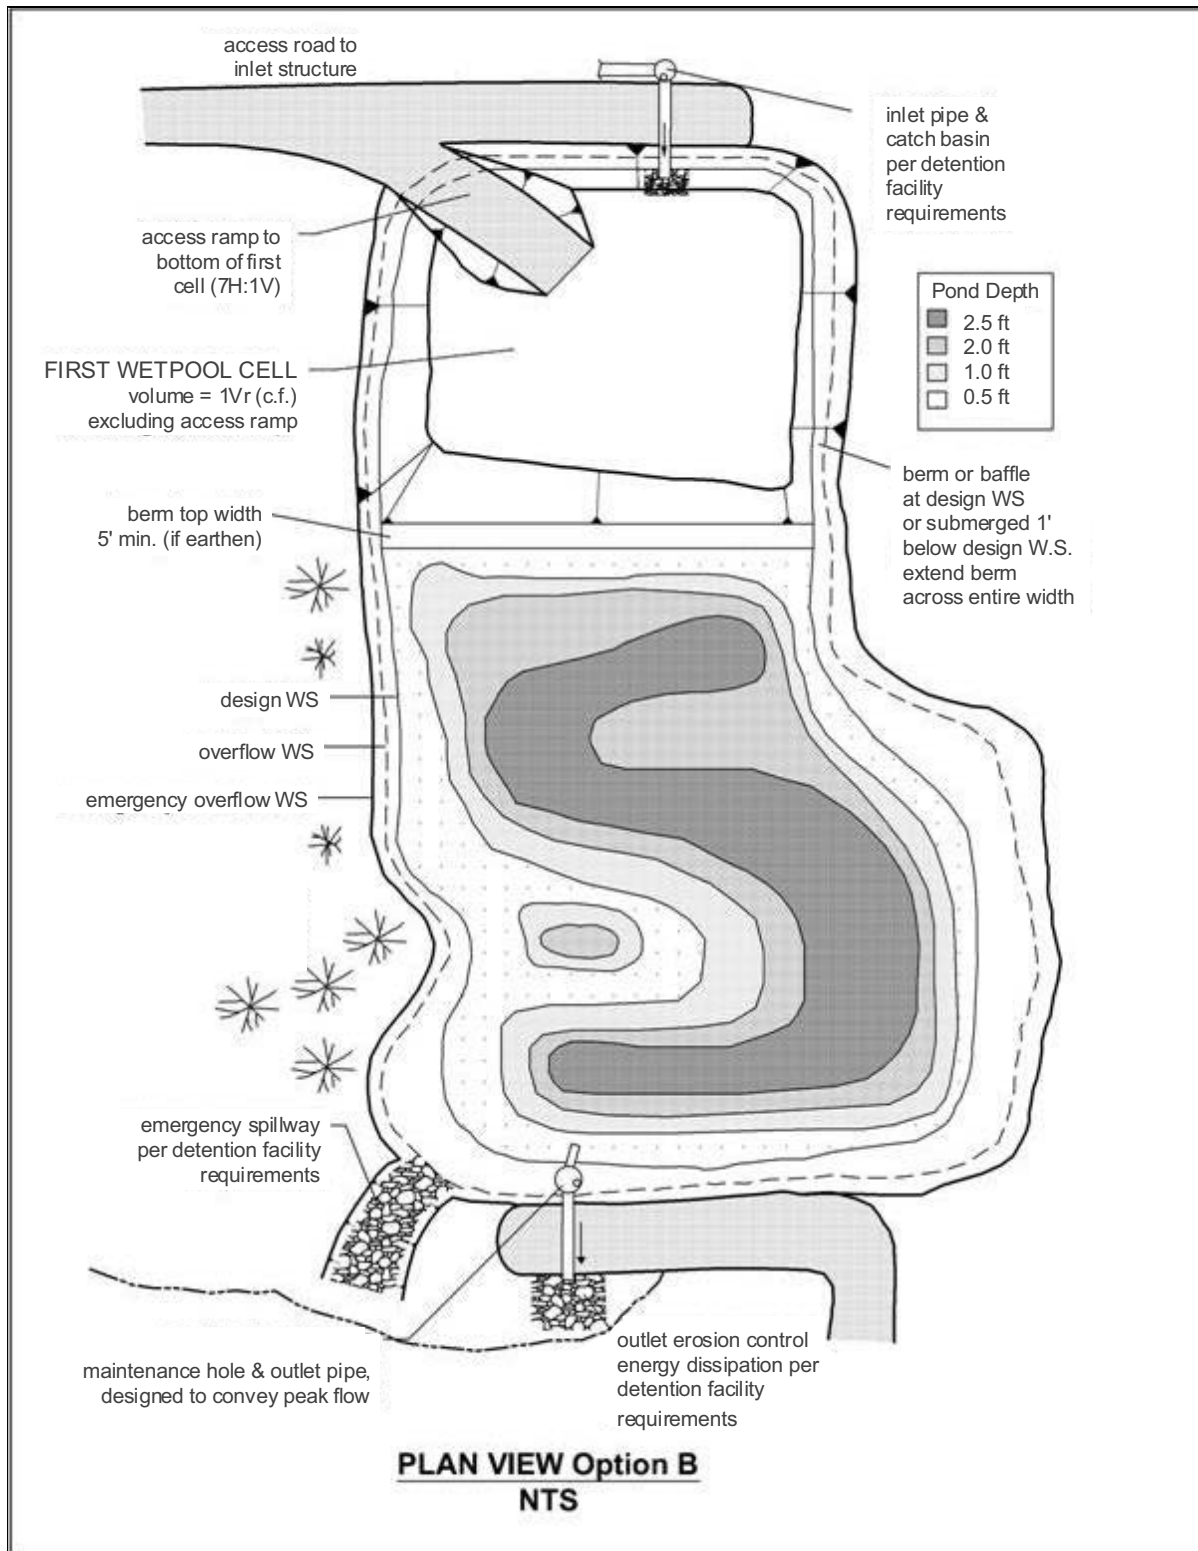 access road to
inlet structure
inlet pipe &
catch basin
per detention
facility
requirements
access ramp to
bottom of first
cell (7H:1V)
Pond Depth
2.5 ft
2.0 ft
1.0 ft
0.5 ft
FIRST WETPOOL CELL
volume = 1Vr (c.f.)
excluding access ramp
berm or baffle
at design WS
or submerged 1'
below design W.S.
extend berm
across entire width
berm top width
5' min. (if earthen)
design WS
overflow WS
emergency overflow WS
emergency spillway
per detention facility
requirements
maintenance hole & outlet pipe,
designed to convey peak flow
outlet erosion control
energy dissipation per
detention facility
requirements
PLAN VIEW Option B
NTS